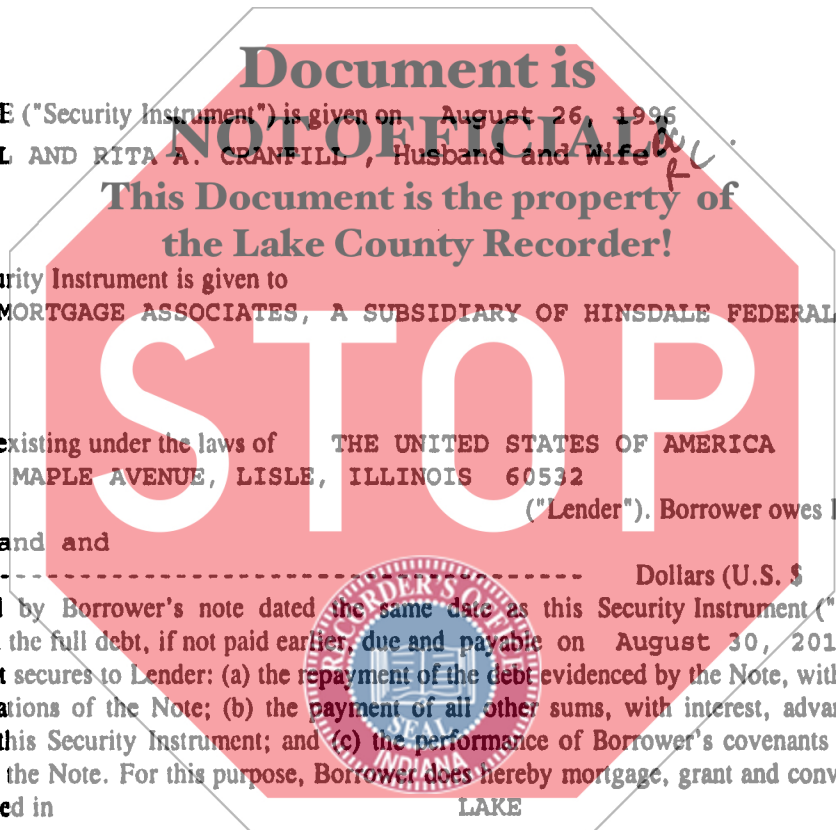 Document is
E ("Security Instrument") is given on August 26, 1996
NOT OFFICIAL!
L AND RITA A. CRANFILL , Husband and Wife
This Document is the property of
the Lake County Recorder!
urity Instrument is given to
MORTGAGE ASSOCIATES, A SUBSIDIARY OF HINSDALE FEDERAL
STOP
existing under the laws of THE UNITED STATES OF AMERICA
MAPLE AVENUE, LISLE, ILLINOIS 60532
("Lender"). Borrower owes
and and
Dollars (U.S. $
by Borrower's note dated the same date as this Security Instrument ("
the full debt, if not paid earlier, due and payable on August 30, 201
t secures to Lender: (a) the repayment of the debt evidenced by the Note, with
ations of the Note; (b) the payment of all other sums, with interest, advan
this Security Instrument; and (c) the performance of Borrower's covenants
the Note. For this purpose, Borrower does hereby mortgage, grant and conv
ed in LAKE
RECORDER'S OFFICE
SEAL
INDIANA